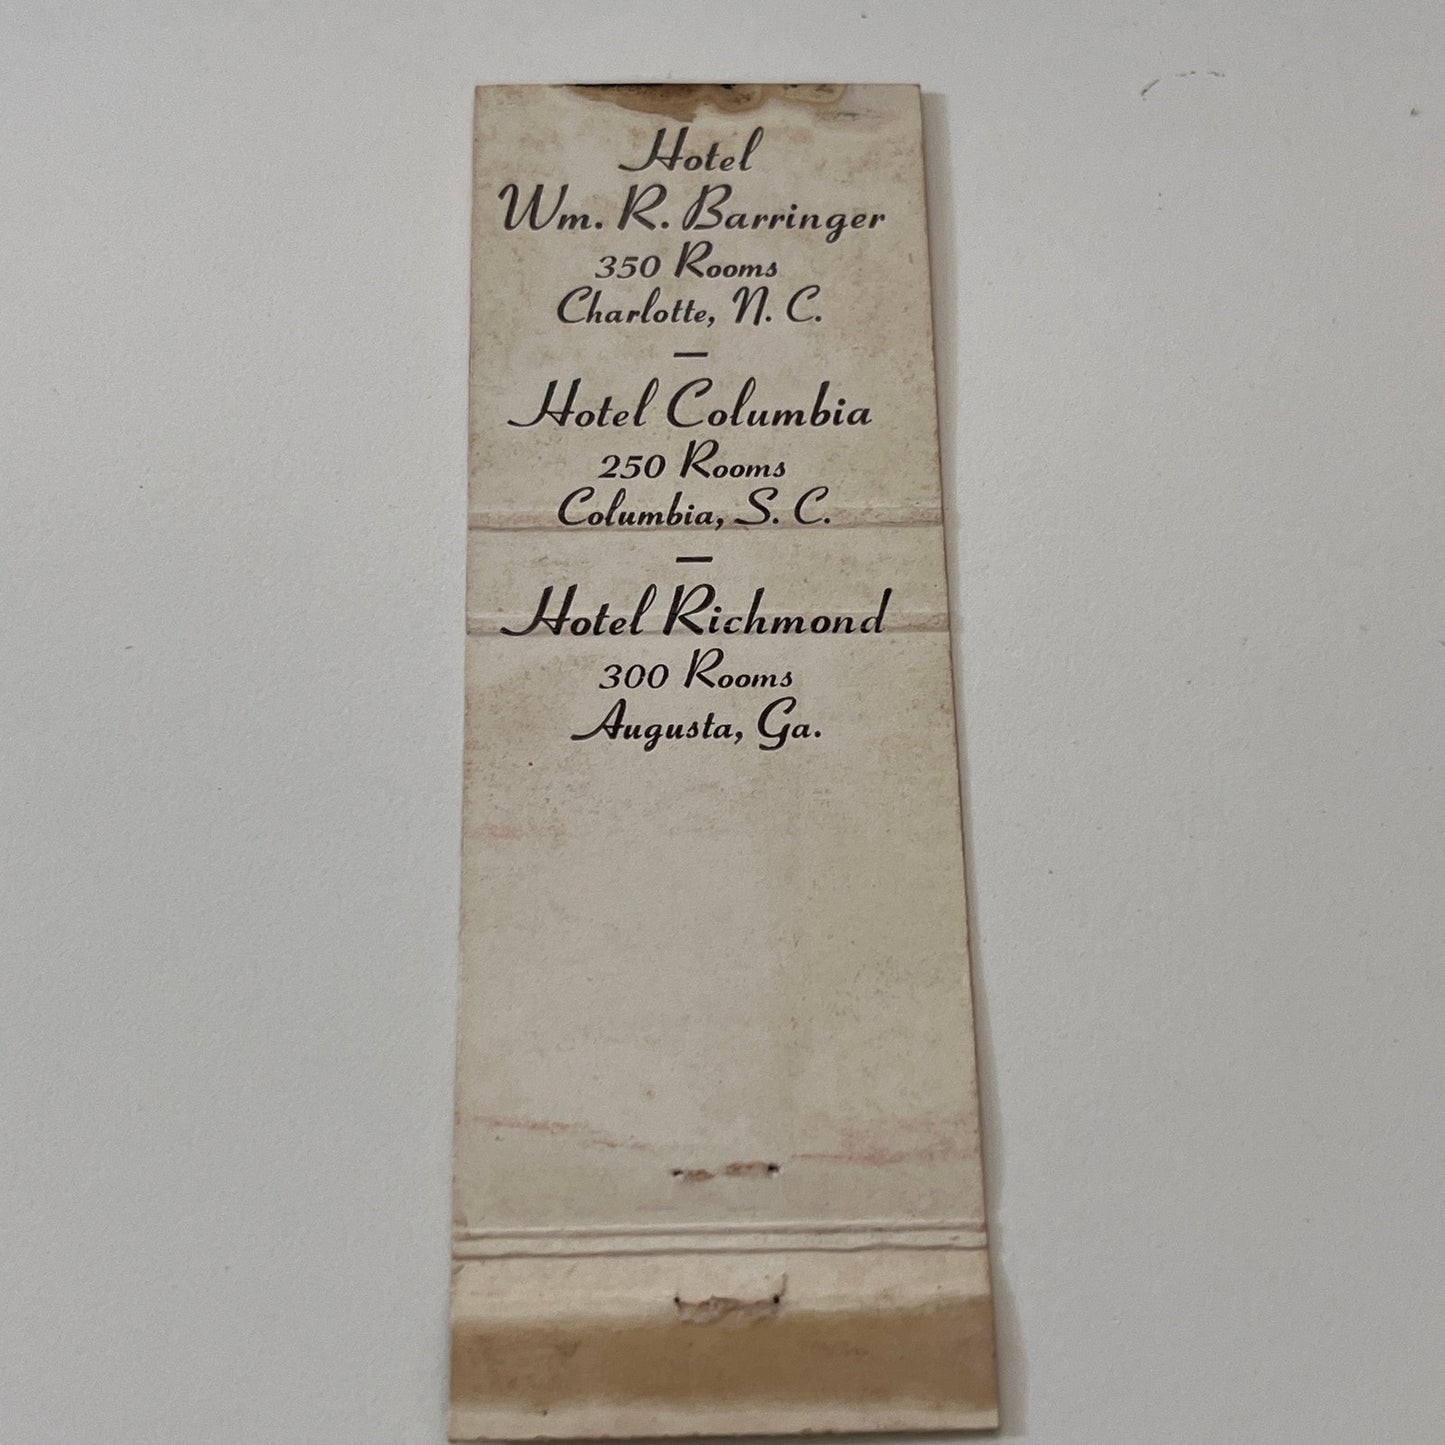 Hotel
Wm. R. Barringer
350 Rooms
Charlotte, N. C.
—
Hotel Columbia
250 Rooms
Columbia, S. C.
—
Hotel Richmond
300 Rooms
Augusta, Ga.